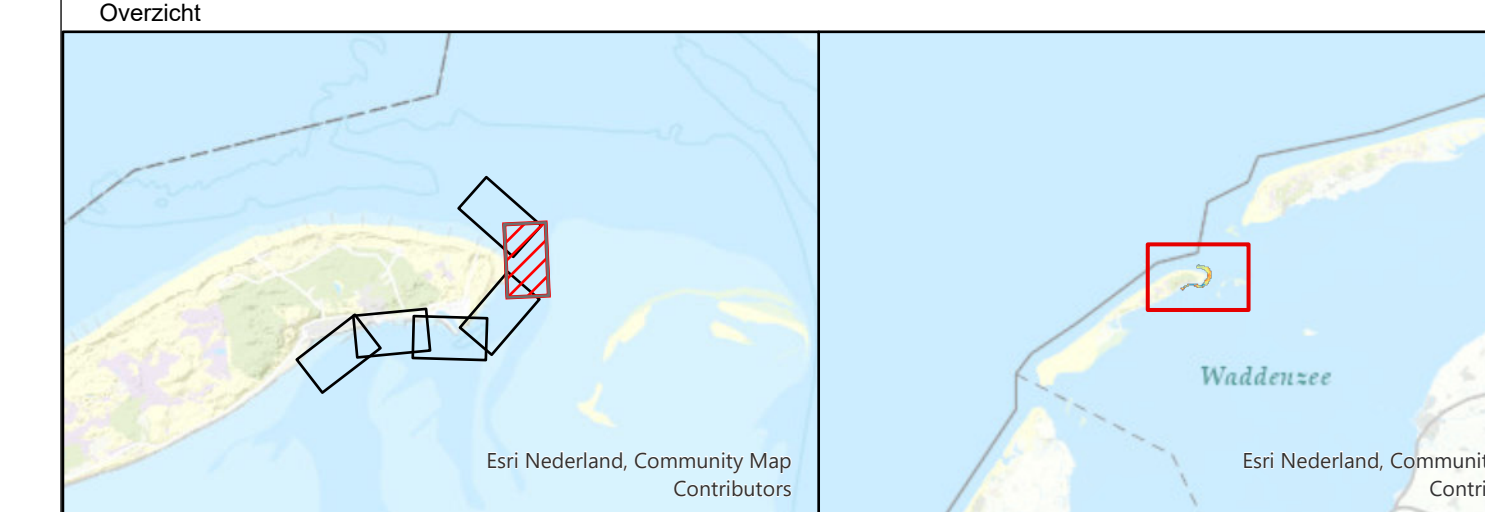 Overzicht
Esri Nederland, Community Map
Contributors
Waddenzee
Esri Nederland, Communit
Contri